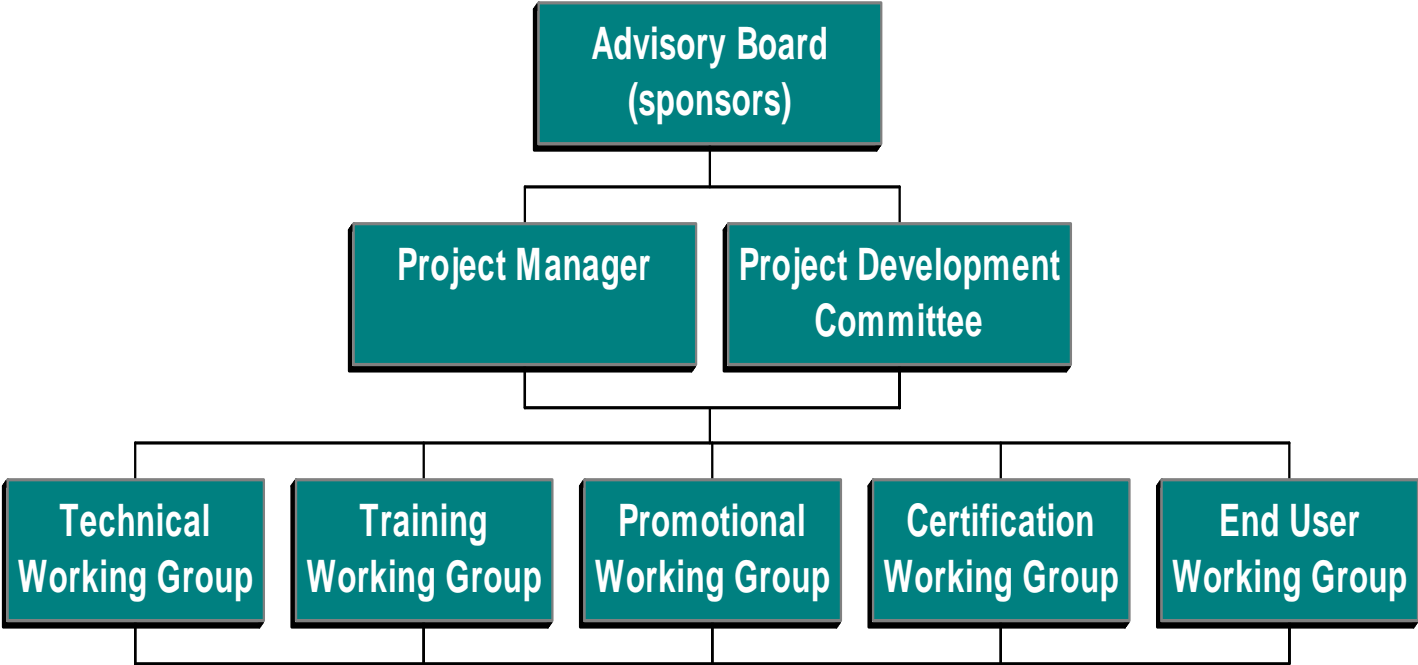 Advisory Board
(sponsors)
Project Manager
Project Development
Committee
Technical
Working Group
Training
Working Group
Promotional
Working Group
Certification
Working Group
End User
Working Group